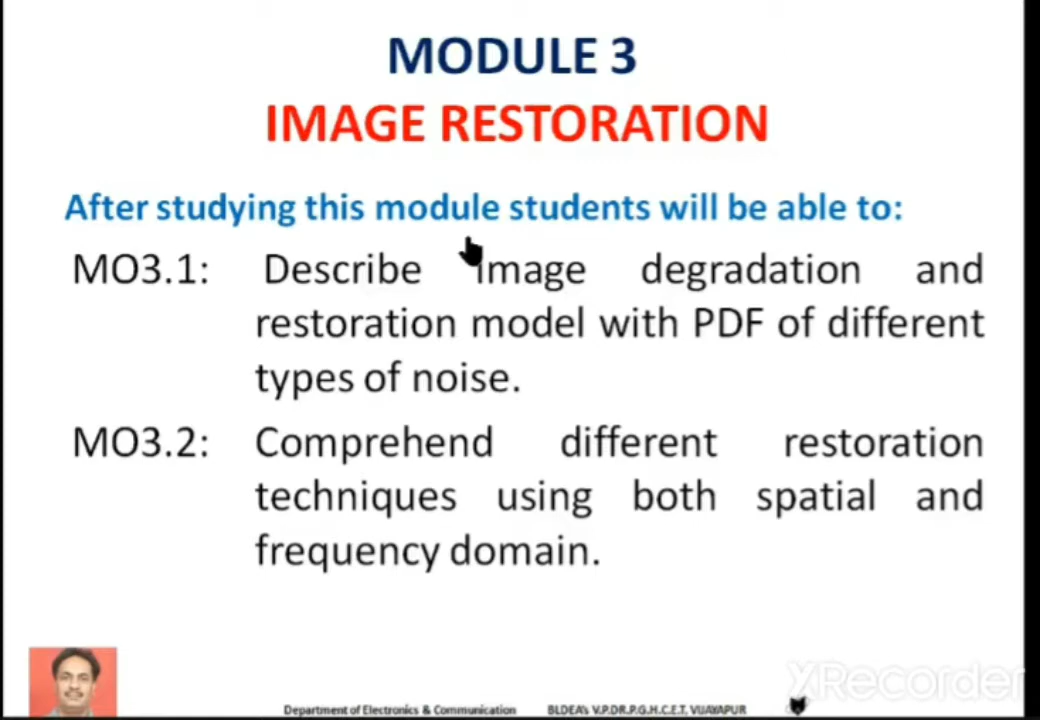 MODULE 3
IMAGE RESTORATION
After studying this module students will be able to:
MO3.1: Describe image degradation and
restoration model with PDF of different
types of noise.
MO3.2: Comprehend different restoration
techniques using both spatial and
frequency domain.
XRecorder
Department of Electronics & Communication BLDEA's V.P.DR.P.G.H.C.E.T, VIJAYAPUR